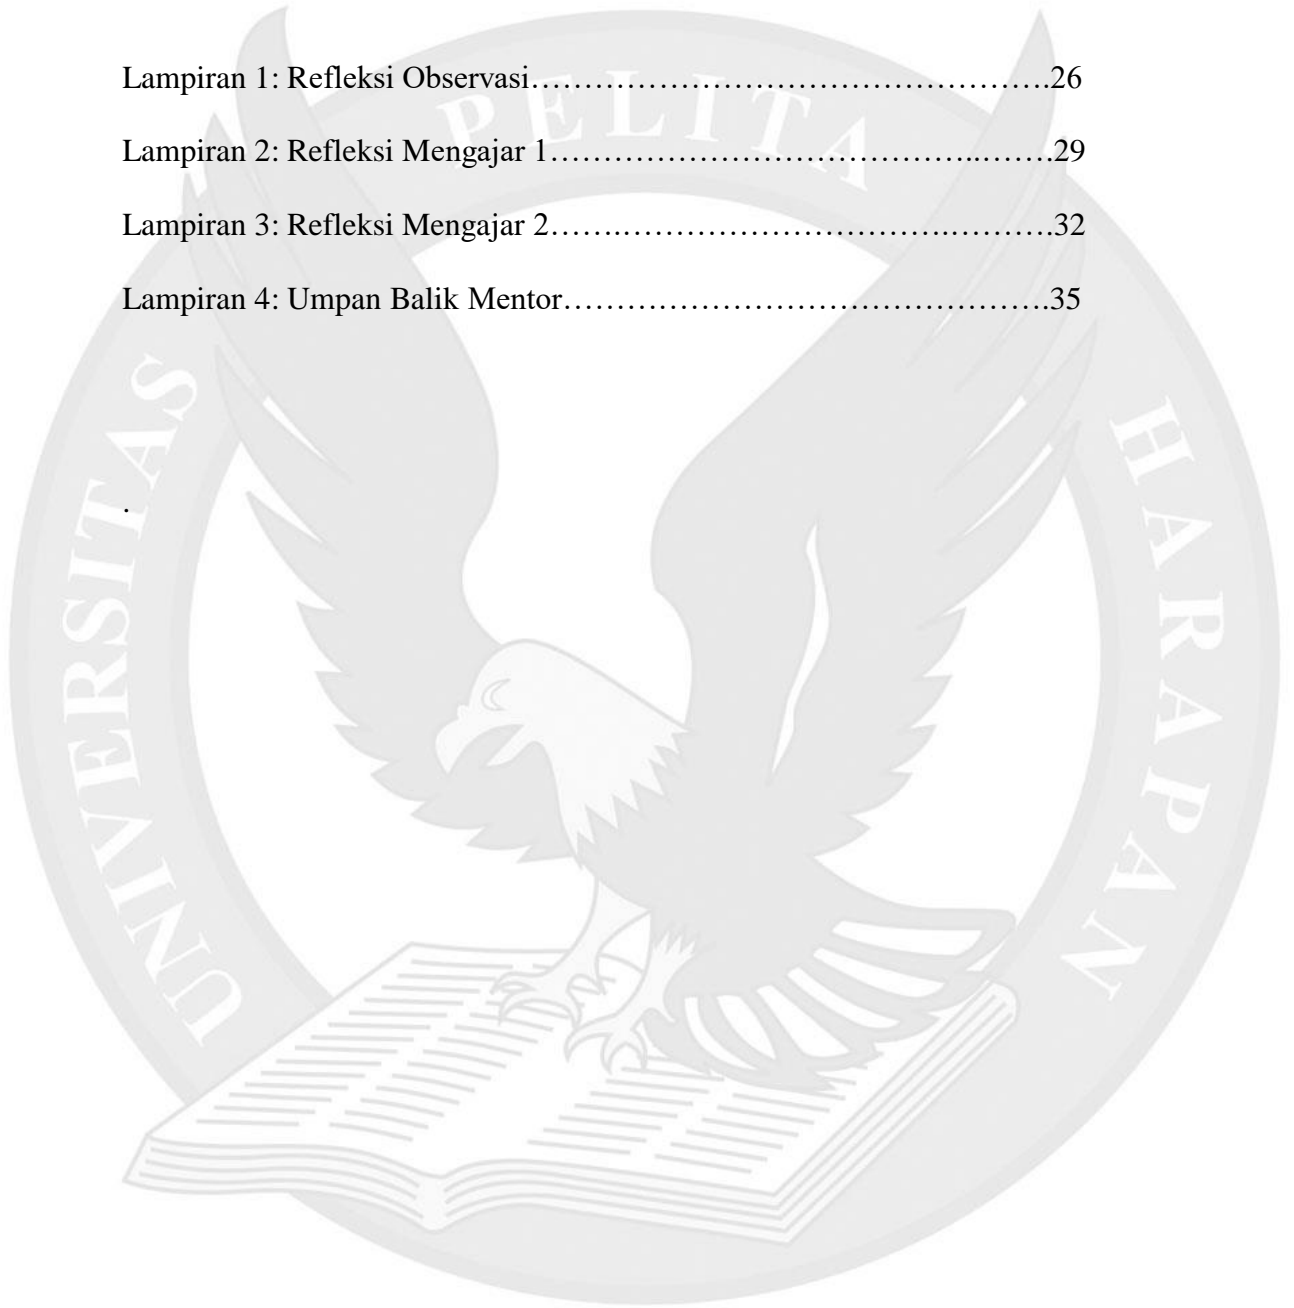 Lampiran 1: Refleksi Observasi…………………………………………….26
Lampiran 2: Refleksi Mengajar 1…………………………………...…….29
Lampiran 3: Refleksi Mengajar 2…….…………………………….……….32
Lampiran 4: Umpan Balik Mentor………………………………………….35
.
UNIVERSITAS PELITA HARAPAN